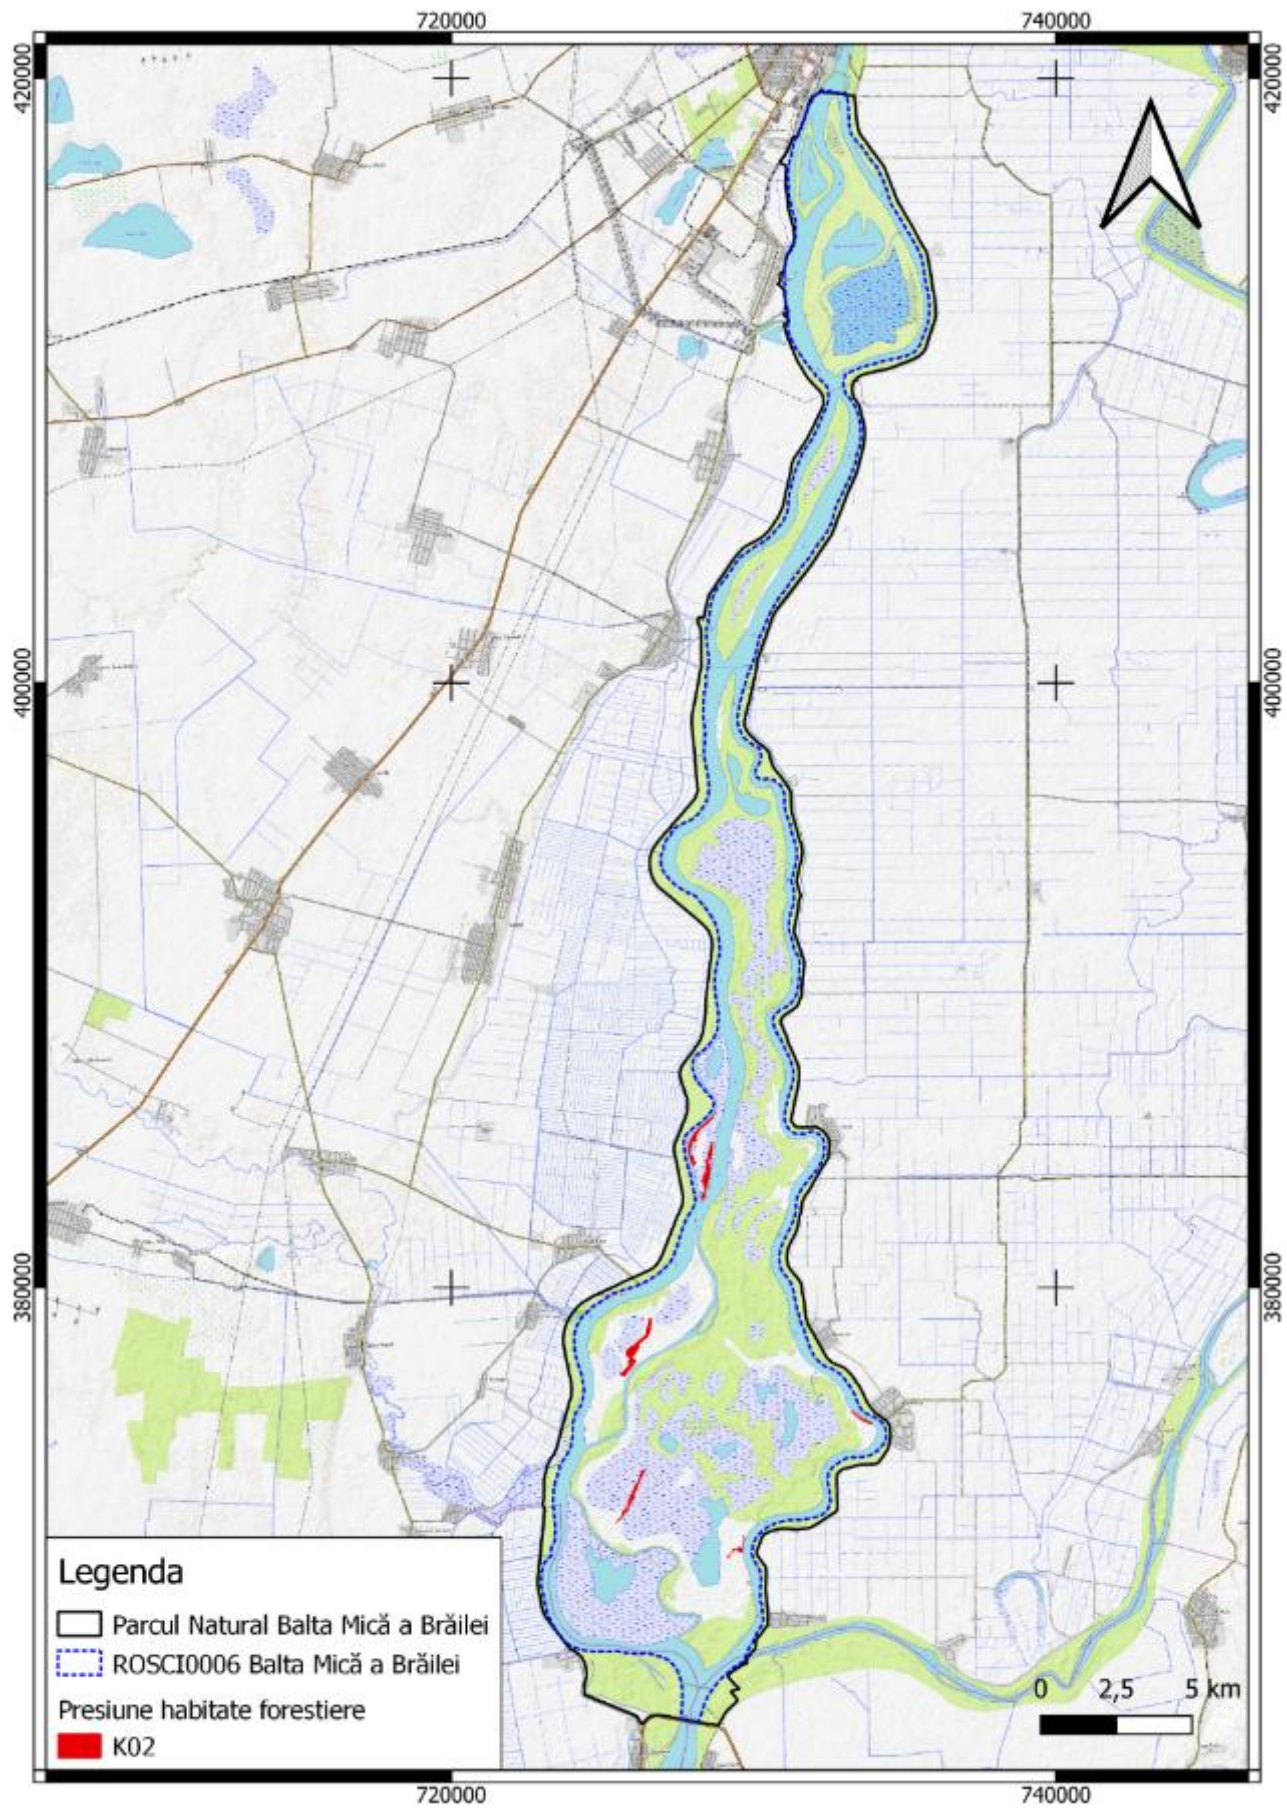 720000
740000
420000
420000
400000
400000
380000
380000
Legenda
Parcul Natural Balta Mică a Brăilei
ROSCI0006 Balta Mică a Brăilei
Presiune habitate forestiere
K02
0 2,5 5 km
720000
740000